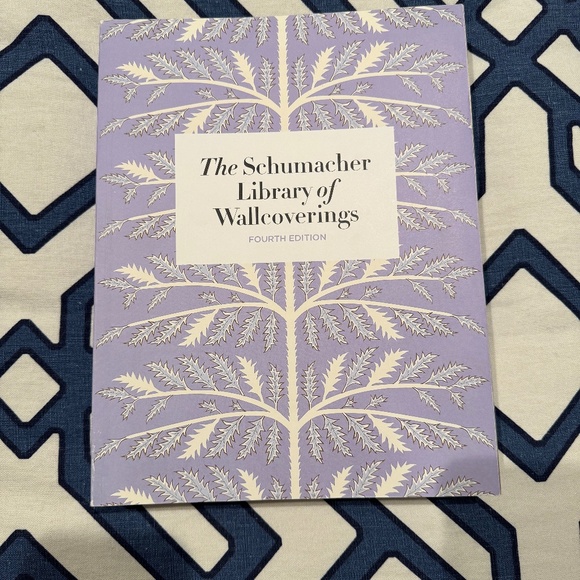 The Schumacher
Library of
Wallcoverings
FOURTH EDITION